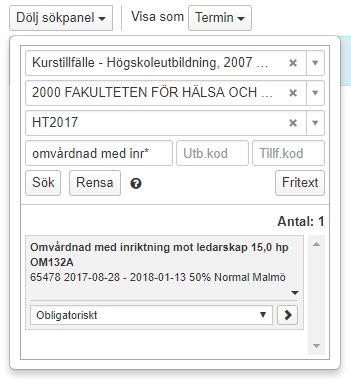 Dölj sökpanel Visa som Termin
Kurstillfälle - Högskoleutbildning, 2007 ...
2000 FAKULTETEN FÖR HÄLSA OCH ...
HT2017
omvårdnad med inr* Utb.kod Tillf.kod
Sök Rensa Fritext
Antal: 1
Omvårdnad med inriktning mot ledarskap 15,0 hp
OM132A
65478 2017-08-28 - 2018-01-13 50% Normal Malmö
Obligatoriskt